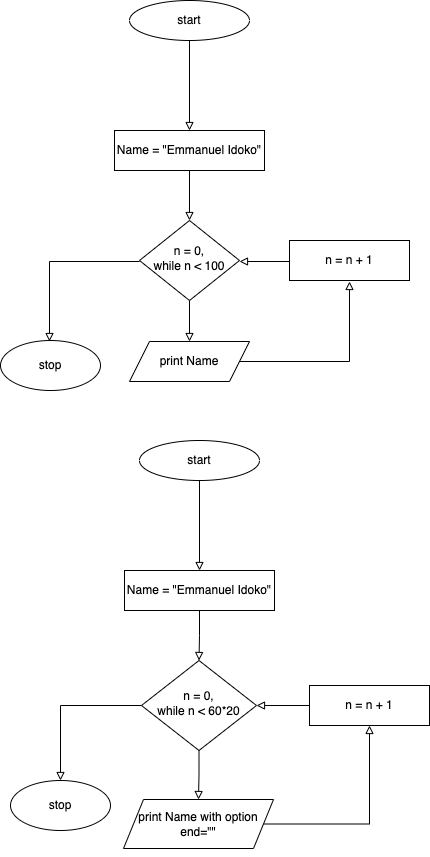 start
Name = "Emmanuel Idoko"
n = 0,
while n < 100
n = n + 1
print Name
stop
start
Name = "Emmanuel Idoko"
n = 0,
while n < 60*20
n = n + 1
stop
print Name with option
end=""